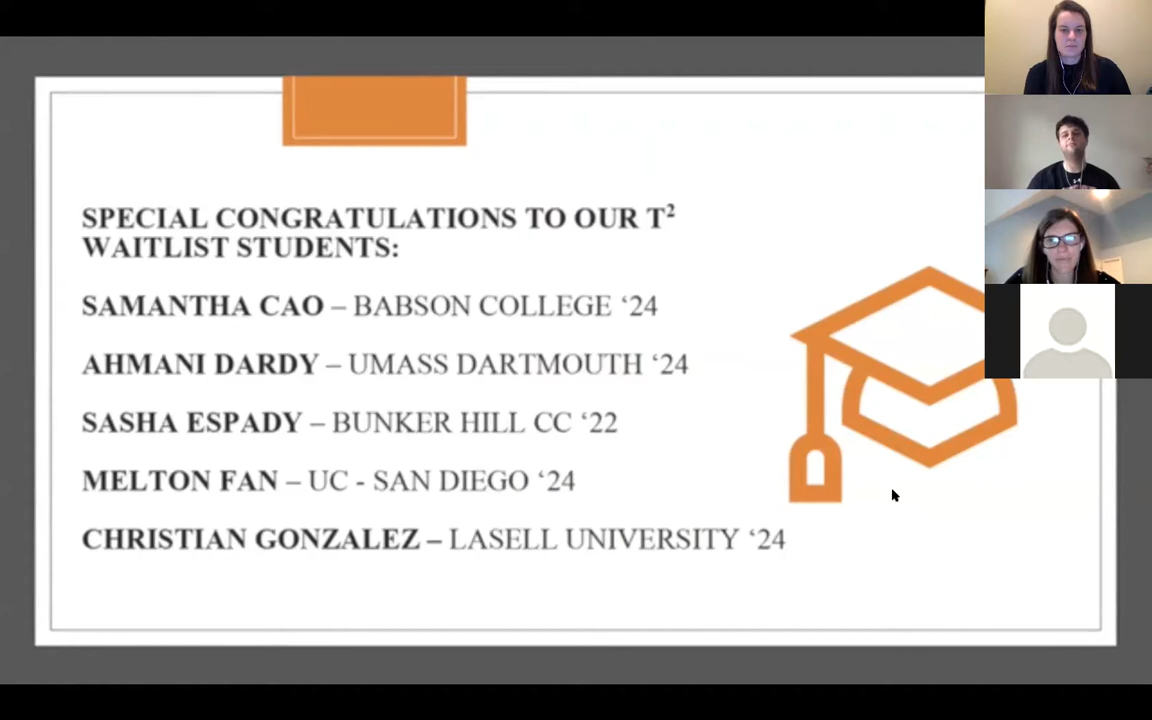 SPECIAL CONGRATULATIONS TO OUR T²
WAITLIST STUDENTS:
SAMANTHA CAO – BABSON COLLEGE ‘24
AHMANI DARDY – UMASS DARTMOUTH ‘24
SASHA ESPADY – BUNKER HILL CC ‘22
MELTON FAN – UC - SAN DIEGO ‘24
CHRISTIAN GONZALEZ – LASELL UNIVERSITY ‘24